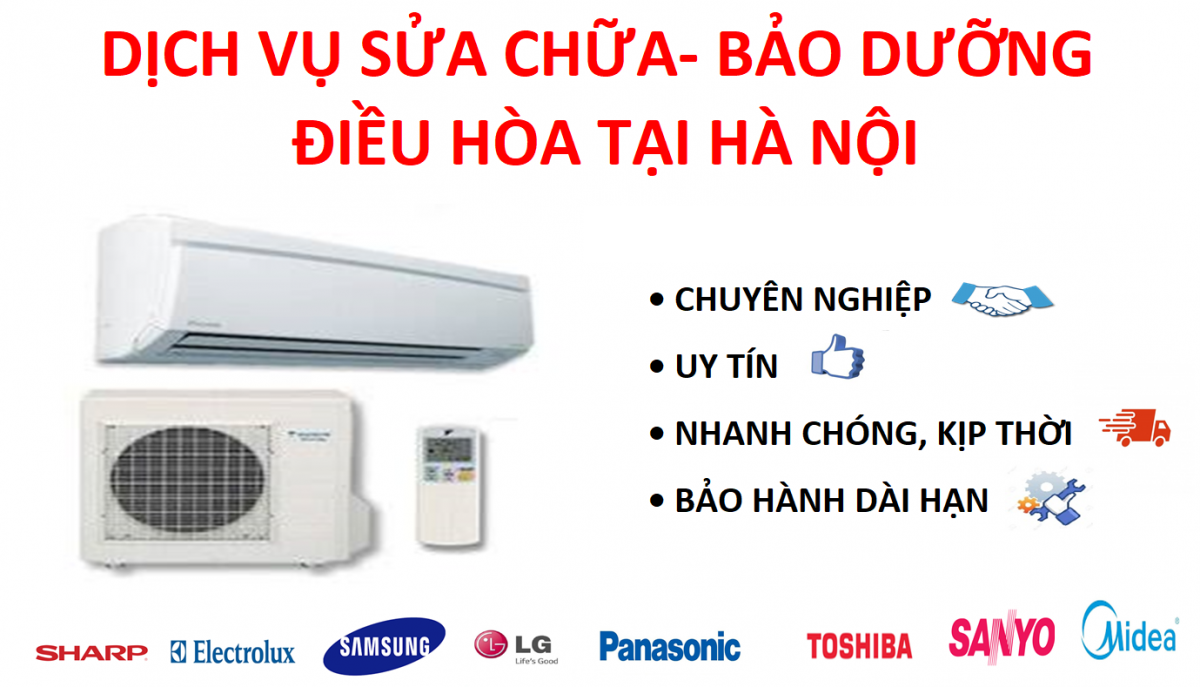 DỊCH VỤ SỬA CHỮA- BẢO DƯỠNG
ĐIỀU HÒA TẠI HÀ NỘI
• CHUYÊN NGHIỆP
• UY TÍN
• NHANH CHÓNG, KỊP THỜI
• BẢO HÀNH DÀI HẠN
SHARP Electrolux SAMSUNG LG Life's Good Panasonic TOSHIBA SANYO Midea